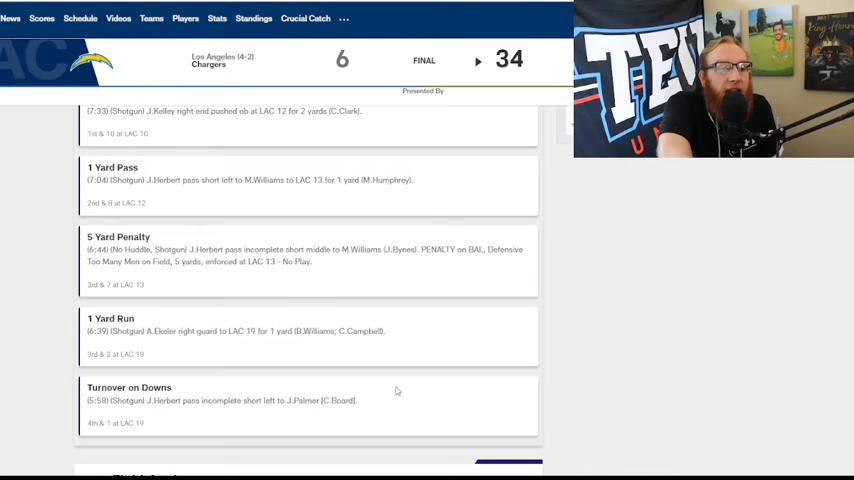 News Scores Schedule Videos Teams Players Stats Standings Crucial Catch ...
LAC
Los Angeles (4-2)
Chargers
6
FINAL
34
Presented By
(7:33) (Shotgun) J.Kelley right end pushed ob at LAC 12 for 2 yards (C.Clark).
1st & 10 at LAC 10
1 Yard Pass
(7:04) (Shotgun) J.Herbert pass short left to M.Williams to LAC 13 for 1 yard (M.Humphrey).
2nd & 8 at LAC 12
5 Yard Penalty
(6:44) (No Huddle, Shotgun) J.Herbert pass incomplete short middle to M.Williams (J.Bynes). PENALTY on BAL, Defensive
Too Many Men on Field, 5 yards, enforced at LAC 13 - No Play.
3rd & 7 at LAC 13
1 Yard Run
(6:39) (Shotgun) A.Ekeler right guard to LAC 19 for 1 yard (B.Williams; C.Campbell).
3rd & 2 at LAC 18
Turnover on Downs
(5:58) (Shotgun) J.Herbert pass incomplete short left to J.Palmer [C.Board].
4th & 1 at LAC 19
King Henry